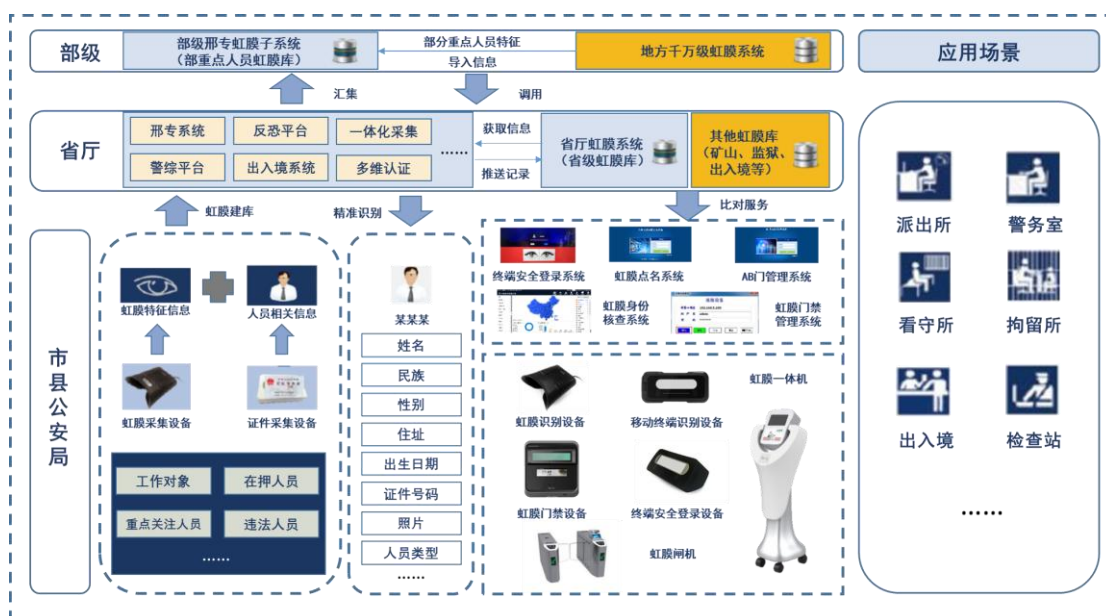 部级
部级邢专虹膜子系统
（部重点人员虹膜库）
部分重点人员特征
导入信息
地方千万级虹膜系统
应用场景
汇集
调用
省厅
邢专系统
反恐平台
一体化采集
警综平台
出入境系统
多维认证
……
获取信息
推送记录
省厅虹膜系统
（省级虹膜库）
其他虹膜库
（矿山、监狱、
出入境等）
虹膜建库
精准识别
比对服务
市县公安局
虹膜特征信息
人员相关信息
虹膜采集设备
证件采集设备
工作对象
在押人员
重点关注人员
违法人员
……
某某某
姓名
民族
性别
住址
出生日期
证件号码
照片
人员类型
……
终端安全登录系统
虹膜点名系统
AB门管理系统
虹膜身份
核查系统
虹膜门禁
管理系统
虹膜一体机
虹膜识别设备
移动终端识别设备
虹膜门禁设备
终端安全登录设备
虹膜闸机
派出所
警务室
看守所
拘留所
出入境
检查站
……